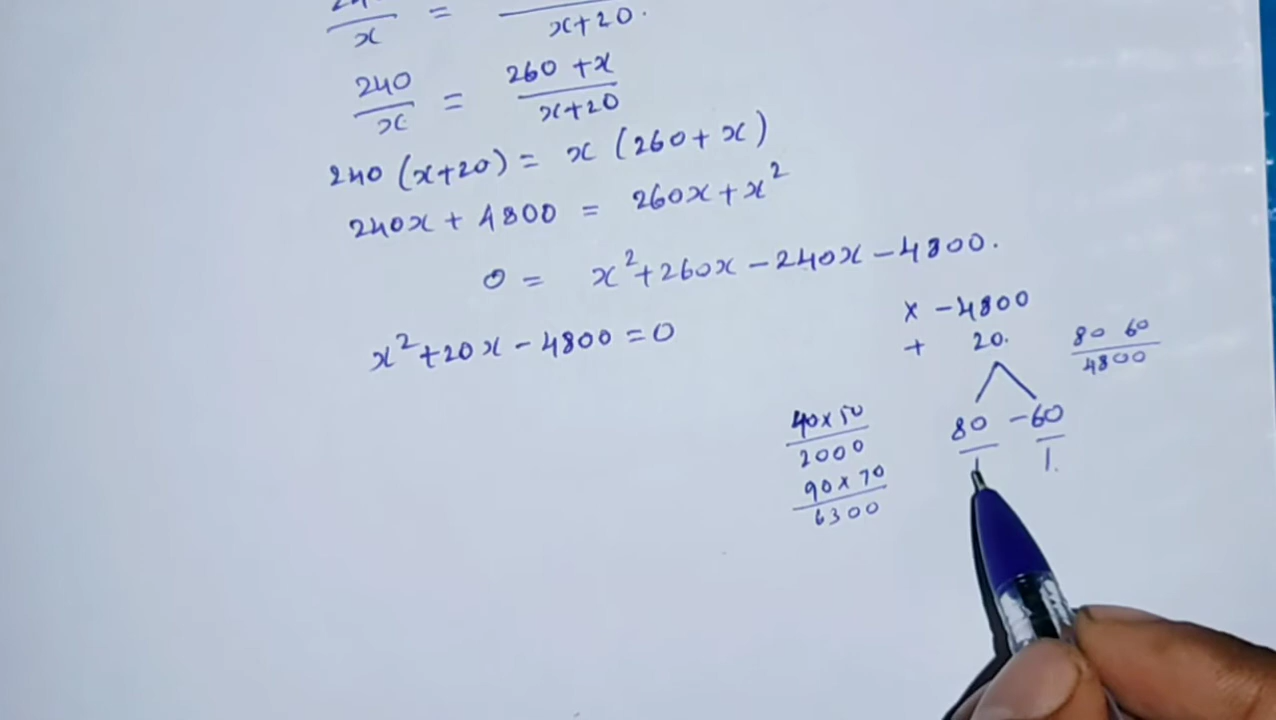 x = x+20.
240/x = 260 +x/x+20
240 (x+20) = x (260+x)
240x + 4800 = 260x+x²
0 = x²+260x-240x-4800.
x²+20x-4800=0
× -4800
+ 20.
80 60
4800
80 -60
1 1.
40×50
2000
90×70
6300